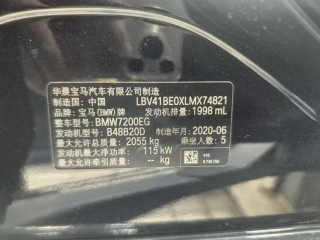 华晨宝马汽车有限公司制造
制造国: 中国 LBV41BE0XLMX74821
品牌: 宝马(BMW)牌 发动机排量: 1998 mL
整车型号: BMW7200EG
发动机型号: B48B20D 制造年月: 2020-06
最大允许总质量: 2055 kg 乘坐人数: 5
发动机最大净功率: 115 kW
最大允许牵引质量: -- kg